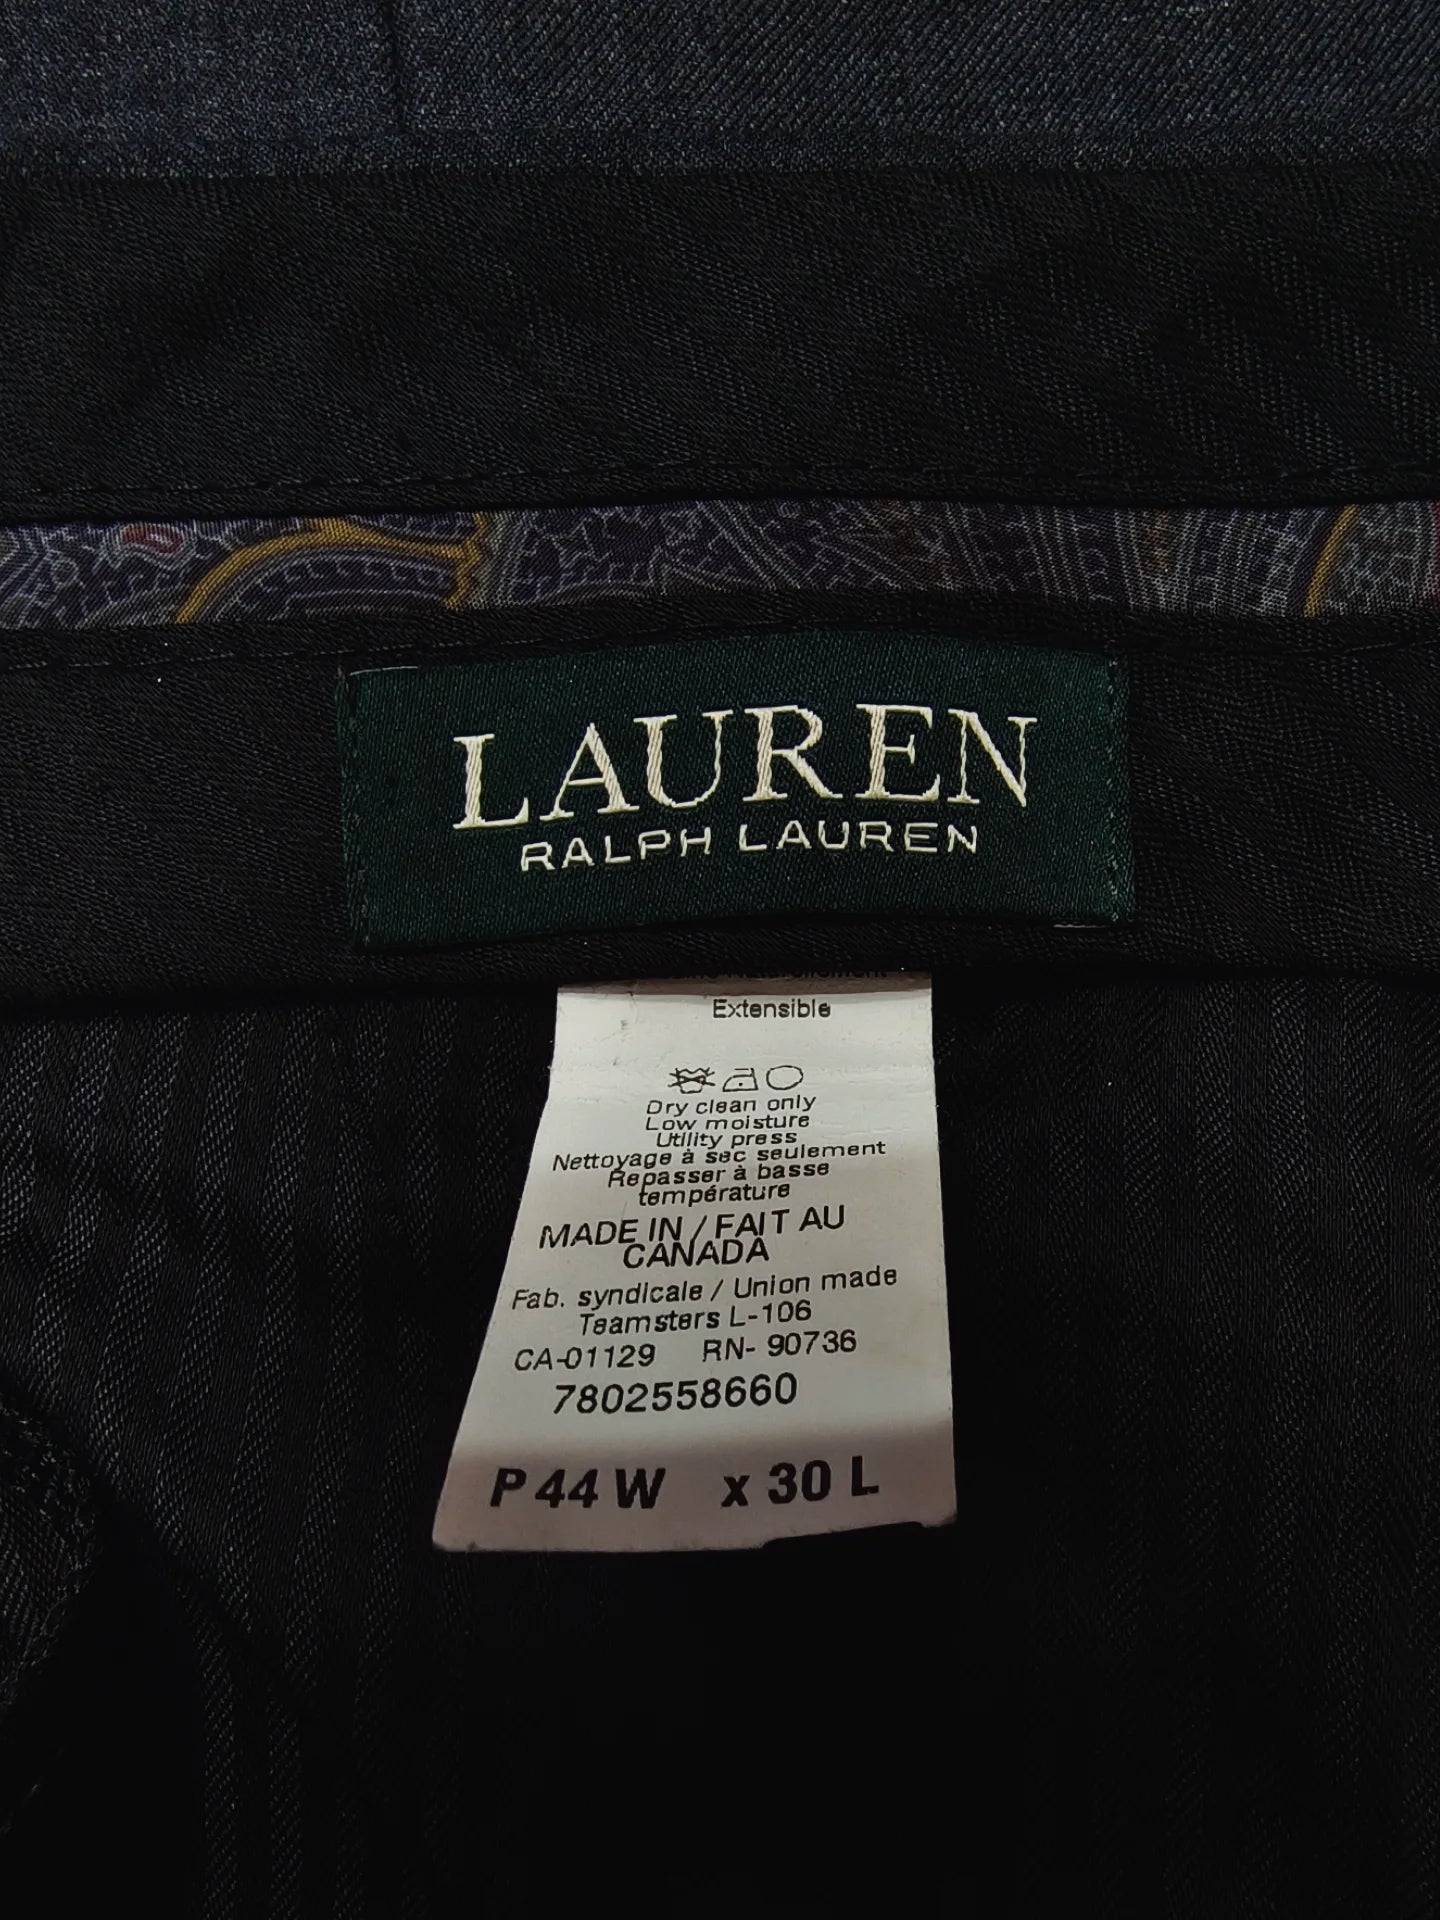 LAUREN
RALPH LAUREN
Extensible
Dry clean only
Low moisture
Utility press
Nettoyage à sec seulement
Repasser à basse
température
MADE IN / FAIT AU
CANADA
Fab. syndicale / Union made
Teamsters L-106
CA-01129 RN- 90736
7802558660
P 44 W x 30 L